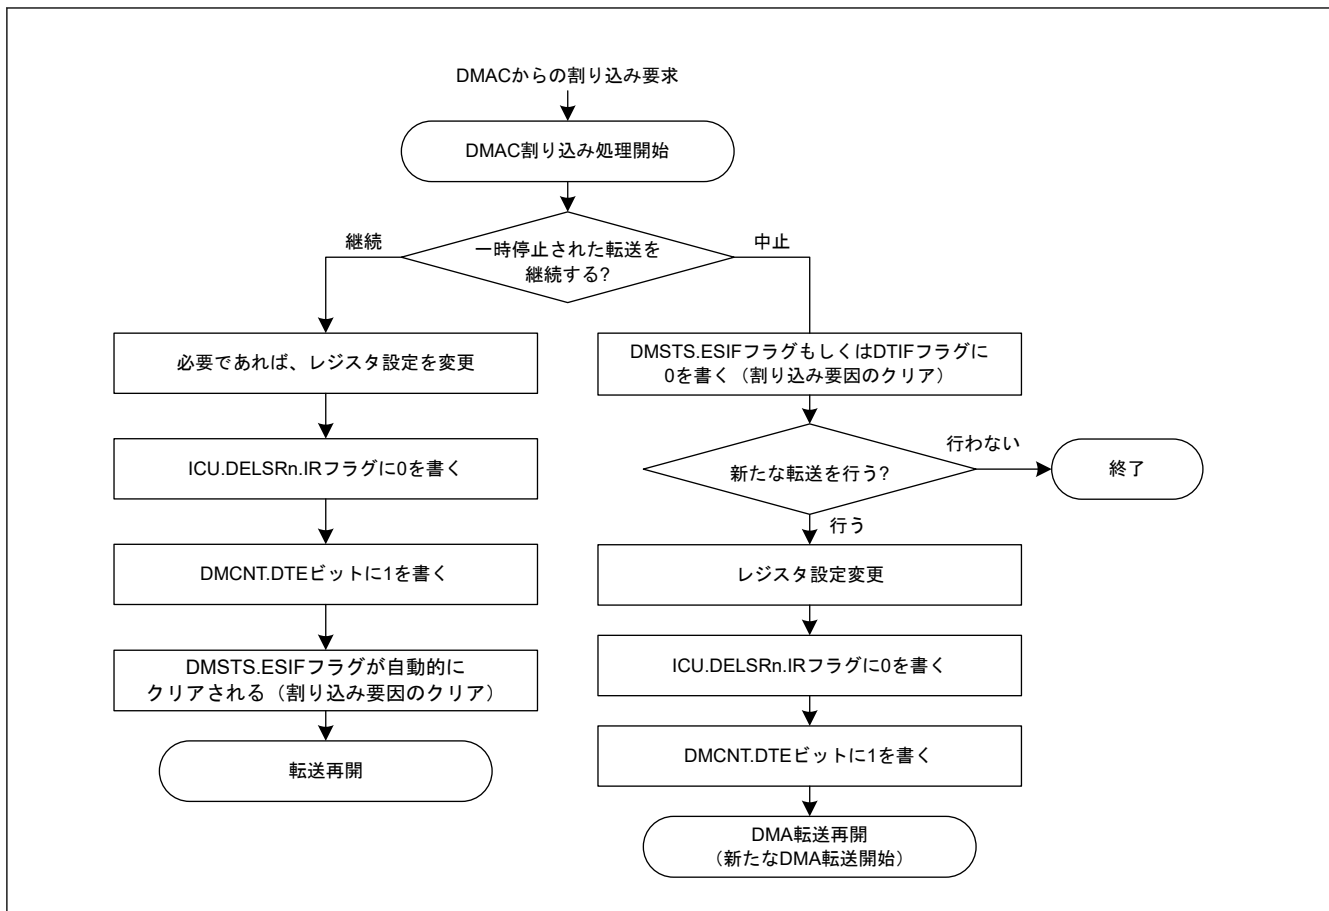 DMACからの割り込み要求
DMAC割り込み処理開始
一時停止された転送を
継続する?
継続
中止
必要であれば、レジスタ設定を変更
ICU.DELSRn.IRフラグに0を書く
DMCNT.DTEビットに1を書く
DMSTS.ESIFフラグが自動的に
クリアされる（割り込み要因のクリア）
転送再開
DMSTS.ESIFフラグもしくはDTIFフラグに
0を書く（割り込み要因のクリア）
新たな転送を行う?
行わない
終了
行う
レジスタ設定変更
ICU.DELSRn.IRフラグに0を書く
DMCNT.DTEビットに1を書く
DMA転送再開
（新たなDMA転送開始）